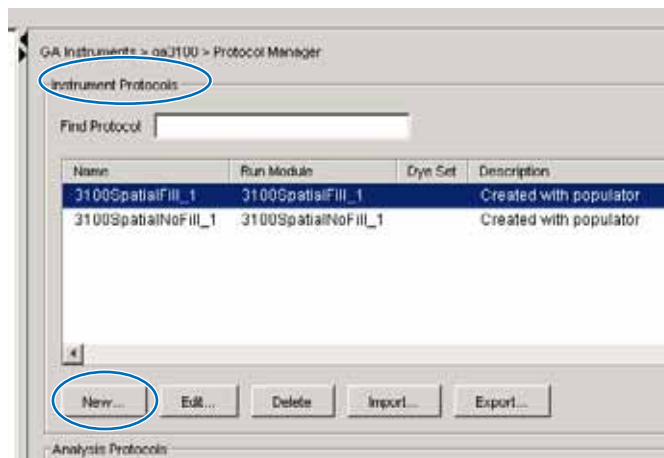 GA Instruments > ga3100 > Protocol Manager
Instrument Protocols
Find Protocol
Name Run Module Dye Set Description
3100SpatialFill_1 3100SpatialFill_1 Created with populator
3100SpatialNoFill_1 3100SpatialNoFill_1 Created with populator
New... Edit... Delete Import... Export...
Analysis Protocols